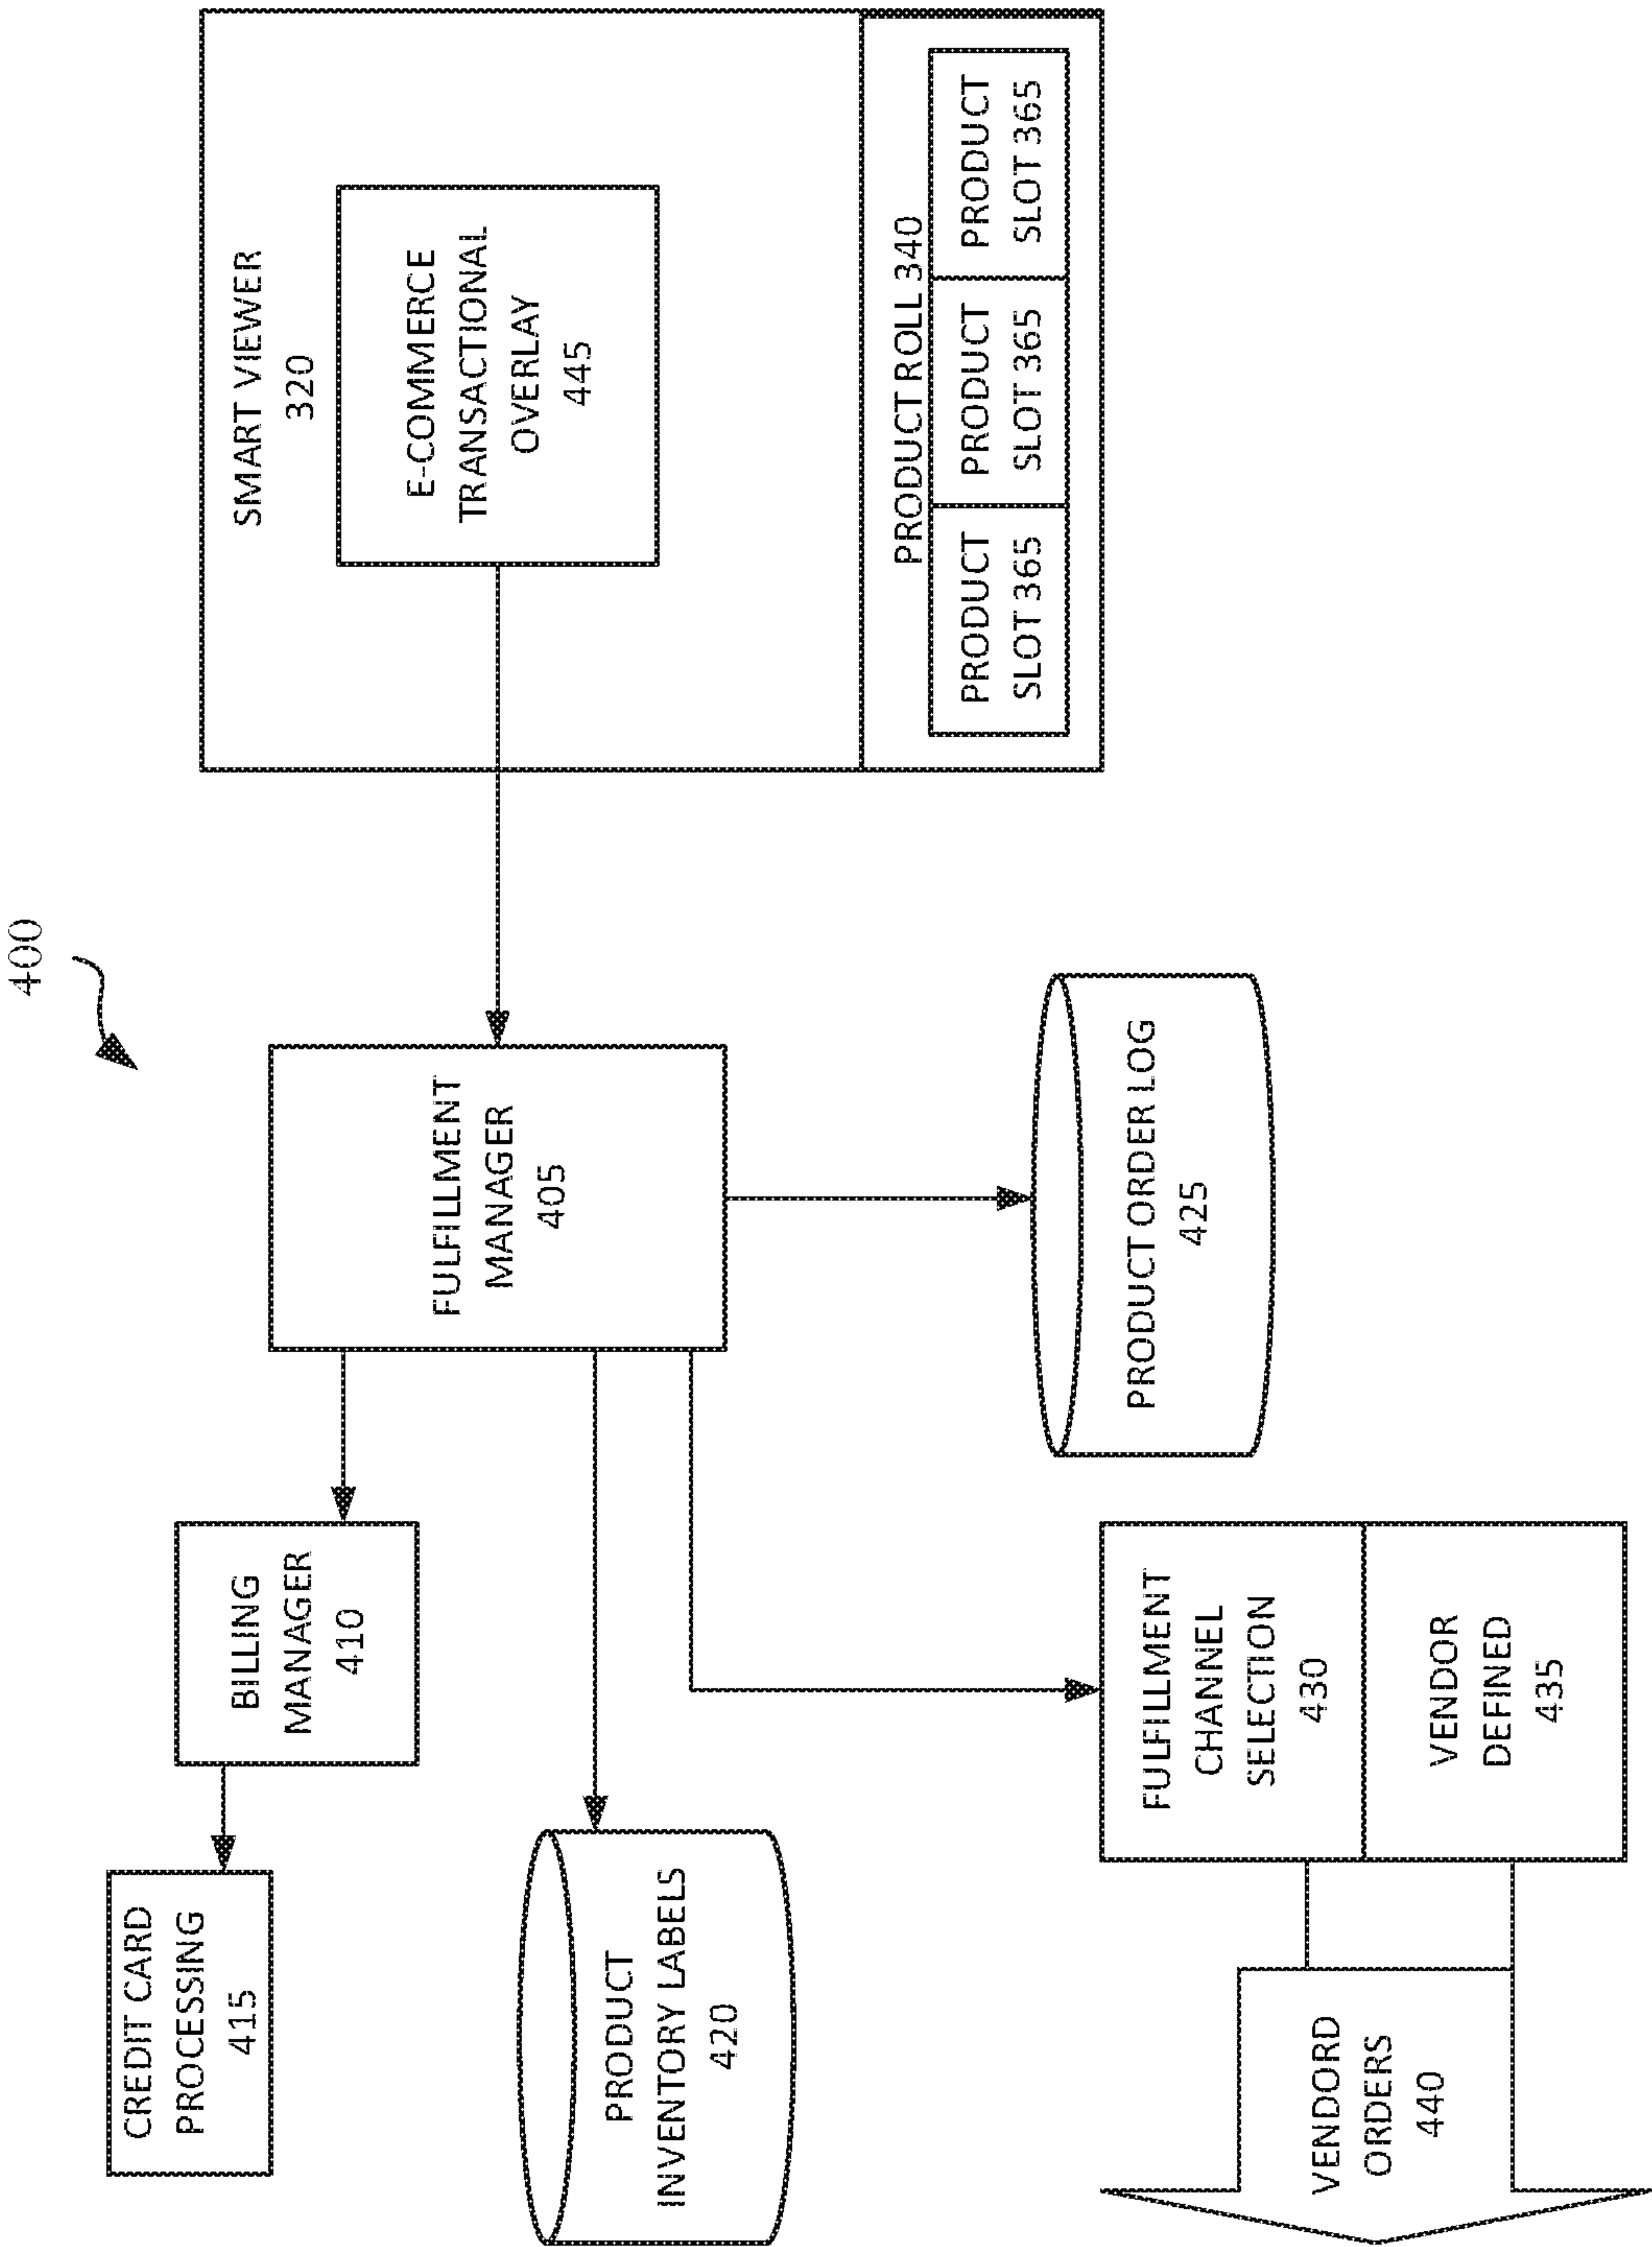 400
SMART VIEWER
320
E-COMMERCE
TRANSACTIONAL
OVERLAY
445
PRODUCT ROLL 340
PRODUCT
SLOT 365
PRODUCT
SLOT 365
PRODUCT
SLOT 365
FULFILLMENT
MANAGER
405
BILLING
MANAGER
410
CREDIT CARD
PROCESSING
415
PRODUCT
INVENTORY LABELS
420
PRODUCT ORDER LOG
425
FULFILLMENT
CHANNEL
SELECTION
430
VENDOR
DEFINED
435
VENDORD
ORDERS
440